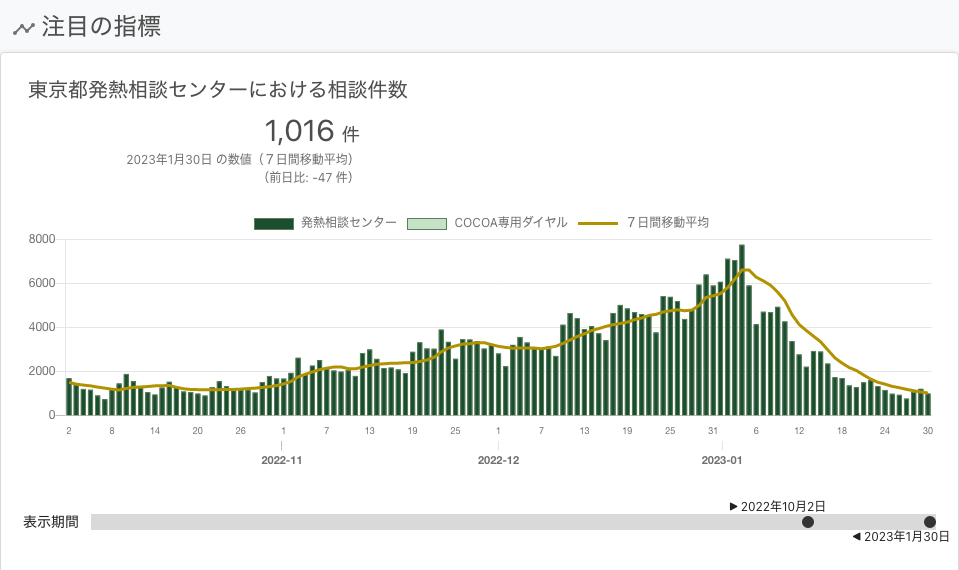 注目の指標
東京都発熱相談センターにおける相談件数
1,016 件
2023年1月30日 の数値（７日間移動平均）
（前日比: -47 件）
発熱相談センター COCOA専用ダイヤル ７日間移動平均
8000
6000
4000
2000
0
2 8 14 20 26 1 7 13 19 25 1 7 13 19 25 31 6 12 18 24 30
2022-11 2022-12 2023-01
▶ 2022年10月2日
表示期間
◀ 2023年1月30日